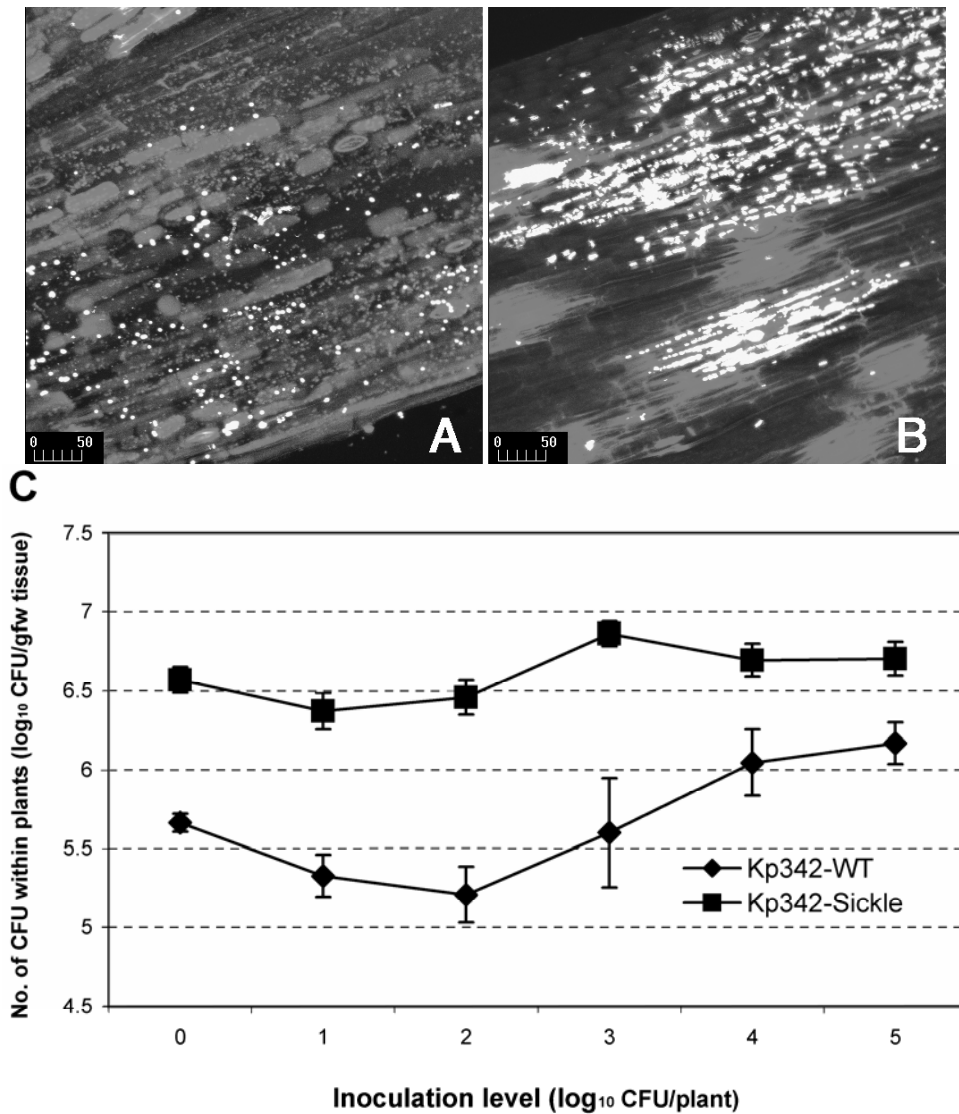 0 50
A
0 50
B
C
No. of CFU within plants (log₁₀ CFU/gfw tissue)
7.5
7
6.5
6
5.5
5
4.5
Kp342-WT
Kp342-Sickle
0 1 2 3 4 5
Inoculation level (log₁₀ CFU/plant)